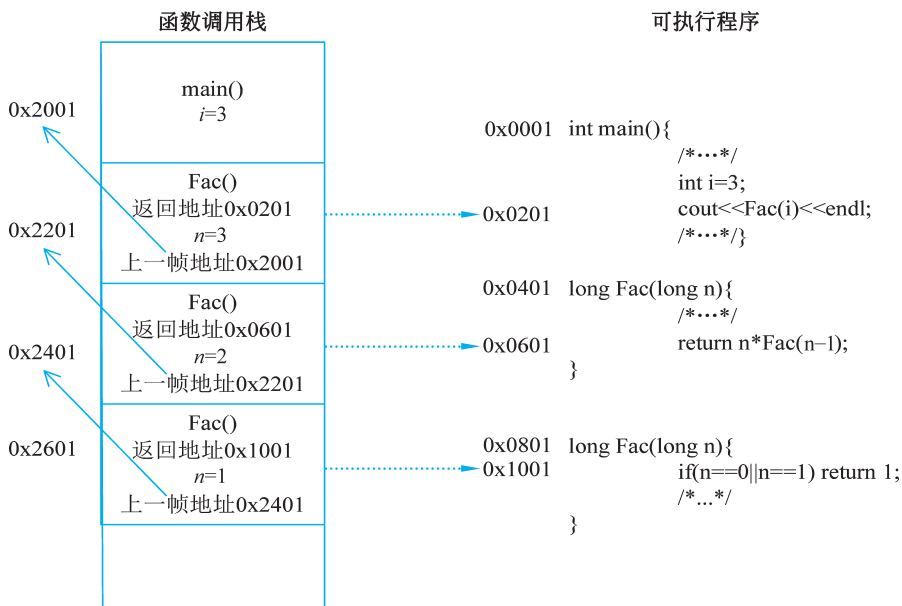 函数调用栈
可执行程序
0x2001
main()
i=3
0x2201
Fac()
返回地址0x0201
n=3
上一帧地址0x2001
0x2401
Fac()
返回地址0x0601
n=2
上一帧地址0x2201
0x2601
Fac()
返回地址0x1001
n=1
上一帧地址0x2401
0x0001 int main(){
/*…*/
int i=3;
0x0201 cout<<Fac(i)<<endl;
/*…*/}
0x0401 long Fac(long n){
/*…*/
0x0601 return n*Fac(n–1);
}
0x0801 long Fac(long n){
0x1001 if(n==0||n==1) return 1;
/*...*/
}